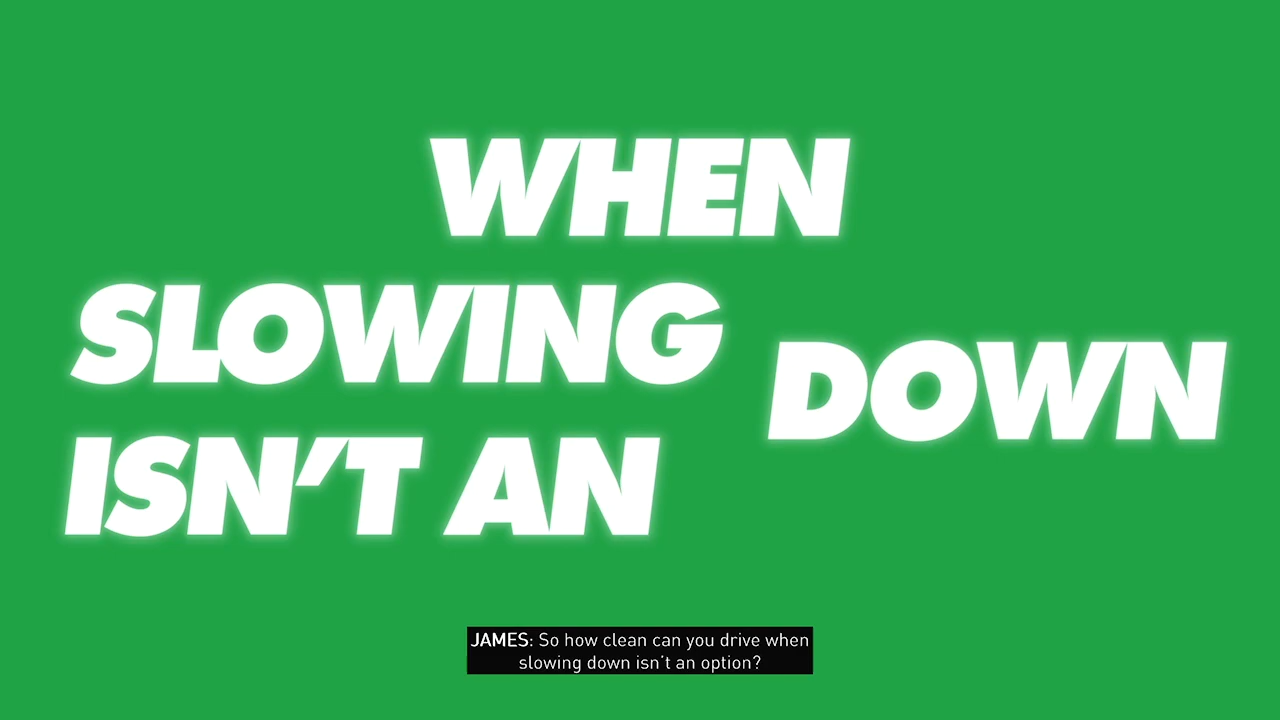 WHEN
SLOWING DOWN
ISN'T AN
JAMES: So how clean can you drive when
slowing down isn't an option?